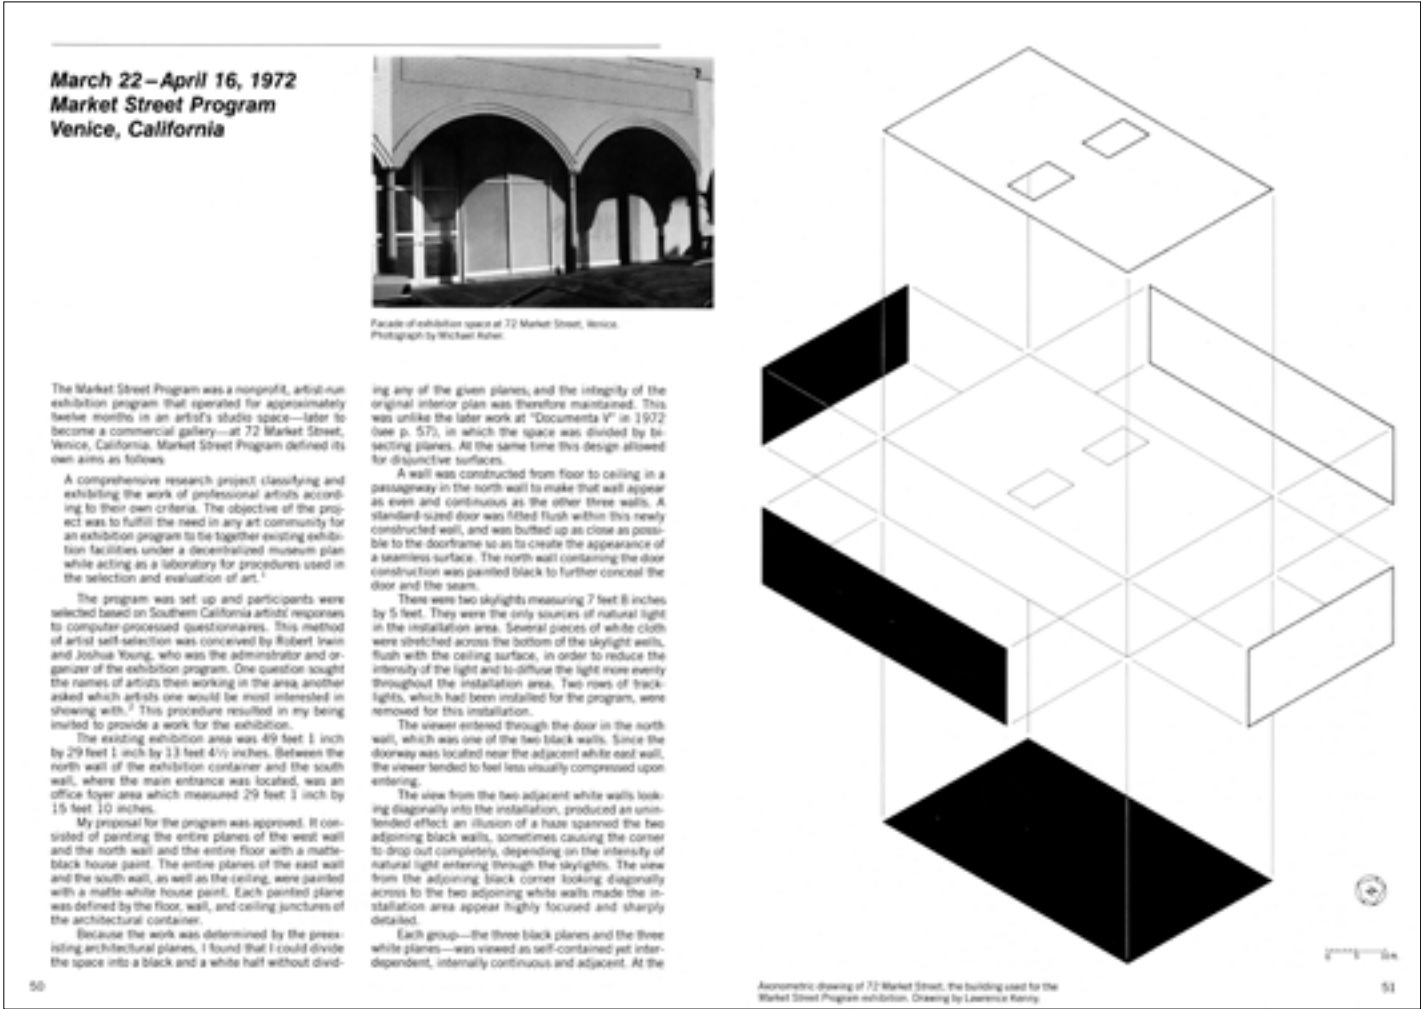 March 22–April 16, 1972
Market Street Program
Venice, California
Facade of exhibition space at 72 Market Street, Venice.
Photograph by Michael Asher.
The Market Street Program was a nonprofit, artist-run
exhibition program that operated for approximately
twelve months in an artist's studio space—later to
become a commercial gallery—at 72 Market Street,
Venice, California. Market Street Program defined its
own aims as follows:
A comprehensive research project classifying and
exhibiting the work of professional artists accord-
ing to their own criteria. The objective of the proj-
ect was to fulfill the need in any art community for
an exhibition program to tie together existing exhibi-
tion facilities under a decentralized museum plan
while acting as a laboratory for procedures used in
the selection and evaluation of art.1
The program was set up and participants were
selected based on Southern California artists' responses
to computer-processed questionnaires. This method
of artist self-selection was conceived by Robert Irwin
and Joshua Young, who was the adminstrator and or-
ganizer of the exhibition program. One question sought
the names of artists then working in the area; another
asked which artists one would be most interested in
showing with.2 This procedure resulted in my being
invited to provide a work for the exhibition.
The existing exhibition area was 49 feet 1 inch
by 29 feet 1 inch by 13 feet 4½ inches. Between the
north wall of the exhibition container and the south
wall, where the main entrance was located, was an
office foyer area which measured 29 feet 1 inch by
15 feet 10 inches.
My proposal for the program was approved. It con-
sisted of painting the entire planes of the west wall
and the north wall and the entire floor with a matte-
black house paint. The entire planes of the east wall
and the south wall, as well as the ceiling, were painted
with a matte-white house paint. Each painted plane
was defined by the floor, wall, and ceiling junctures of
the architectural container.
Because the work was determined by the preex-
isting architectural planes, I found that I could divide
the space into a black and a white half without divid-
ing any of the given planes; and the integrity of the
original interior plan was therefore maintained. This
was unlike the later work at "Documenta V" in 1972
(see p. 57), in which the space was divided by bi-
secting planes. At the same time this design allowed
for disjunctive surfaces.
A wall was constructed from floor to ceiling in a
passageway in the north wall to make that wall appear
as even and continuous as the other three walls. A
standard-sized door was fitted flush within this newly
constructed wall, and was butted up as close as possi-
ble to the doorframe so as to create the appearance of
a seamless surface. The north wall containing the door
construction was painted black to further conceal the
door and the seam.
There were two skylights measuring 7 feet 8 inches
by 5 feet. They were the only sources of natural light
in the installation area. Several pieces of white cloth
were stretched across the bottom of the skylight wells,
flush with the ceiling surface, in order to reduce the
intensity of the light and to diffuse the light more evenly
throughout the installation area. Two rows of track-
lights, which had been installed for the program, were
removed for this installation.
The viewer entered through the door in the north
wall, which was one of the two black walls. Since the
doorway was located near the adjacent white east wall,
the viewer tended to feel less visually compressed upon
entering.
The view from the two adjacent white walls look-
ing diagonally into the installation, produced an unin-
tended effect: an illusion of a haze spanned the two
adjoining black walls, sometimes causing the corner
to drop out completely, depending on the intensity of
natural light entering through the skylights. The view
from the adjoining black corner looking diagonally
across to the two adjoining white walls made the in-
stallation area appear highly focused and sharply
detailed.
Each group—the three black planes and the three
white planes—was viewed as self-contained yet inter-
dependent, internally continuous and adjacent. At the
50
Axonometric drawing of 72 Market Street, the building used for the
Market Street Program exhibition. Drawing by Lawrence Kenny.
51